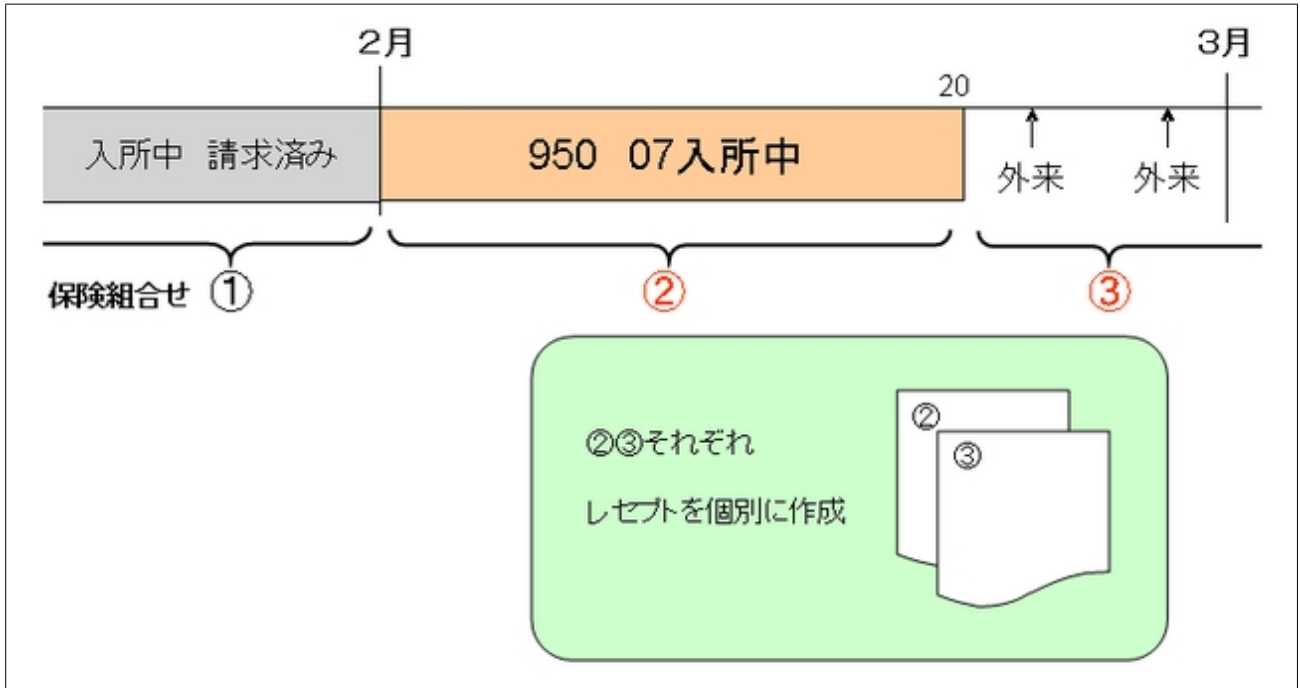 2月
3月
20
入所中 請求済み
950 07入所中
外来
外来
保険組合せ ①
②
③
②③それぞれ
レセプトを個別に作成
②
③